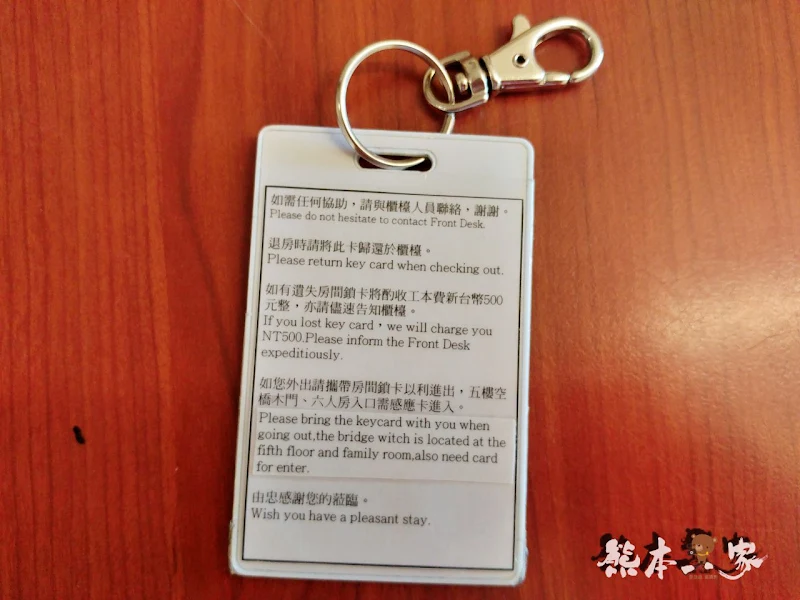 如需任何協助,請與櫃檯人員聯絡,謝謝。
Please do not hesitate to contact Front Desk.
退房時請將此卡歸還於櫃檯。
Please return key card when checking out.
如有遺失房間鎖卡將酌收工本費新台幣500
元整,亦請儘速告知櫃檯。
If you lost key card, we will charge you
NT500.Please inform the Front Desk
expeditiously.
如您外出請攜帶房間鎖卡以利進出,五樓空
橋木門、六人房入口需感應卡進入。
Please bring the keycard with you when
going out,the bridge witch is located at the
fifth floor and family room,also need card
for enter.
由忠感謝您的蒞臨。
Wish you have a pleasant stay.
熊本一家